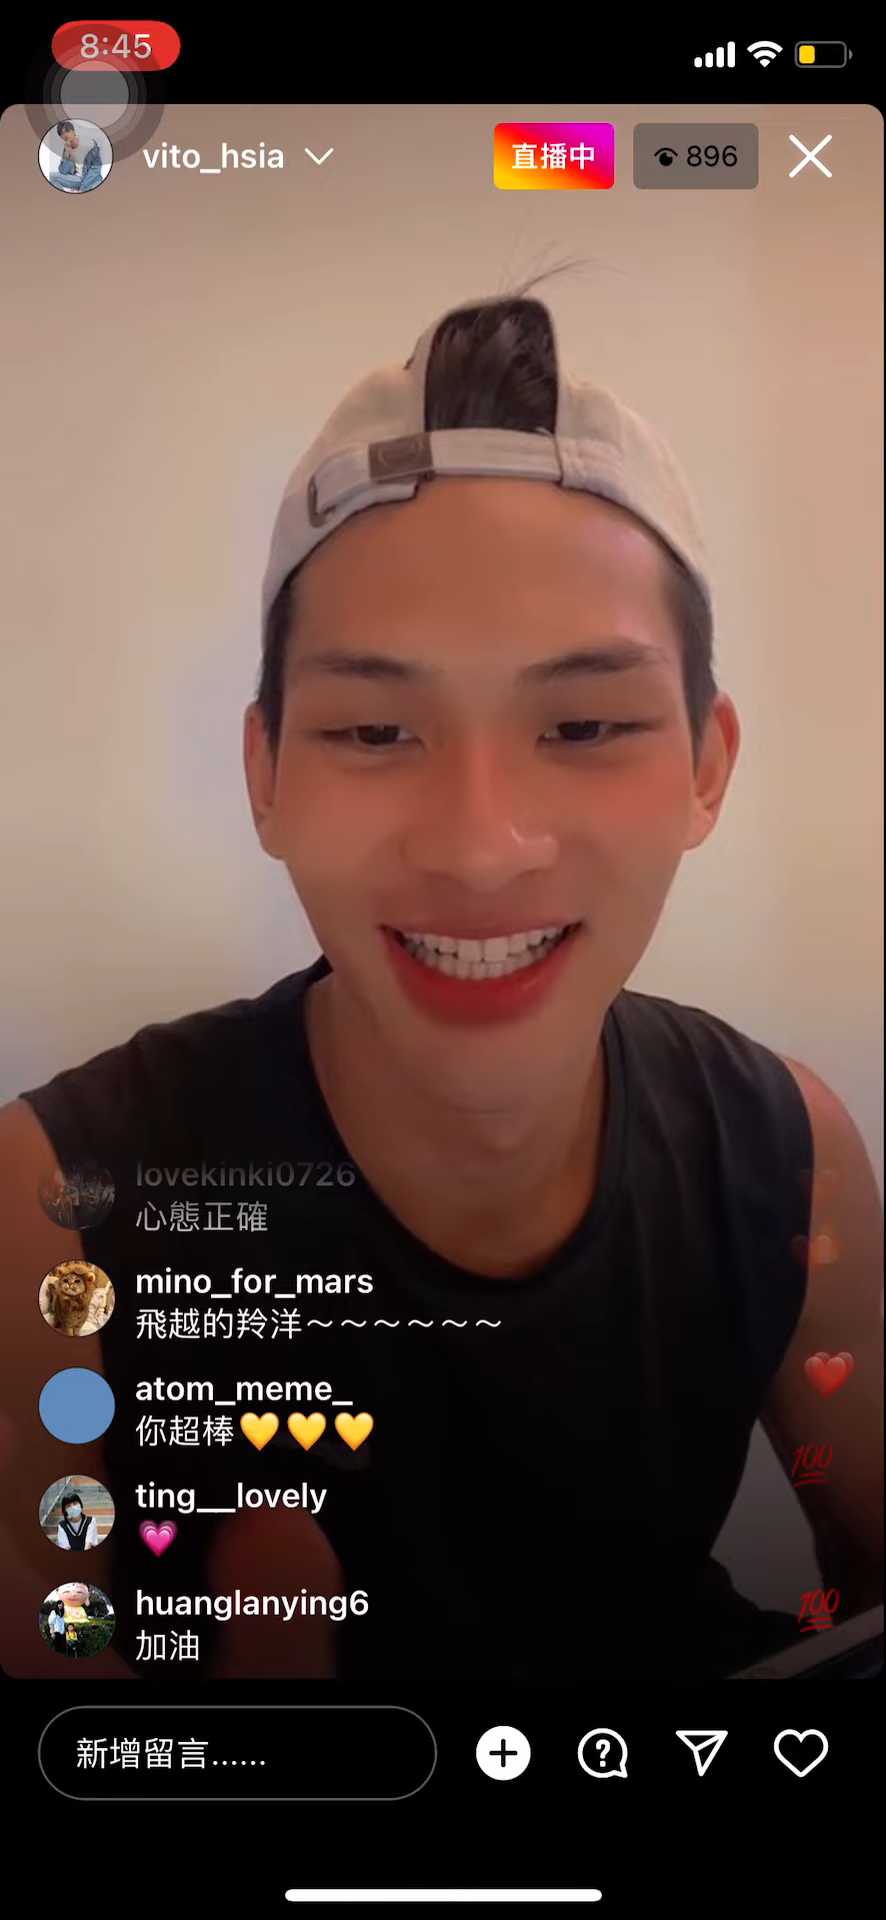 8:45
vito_hsia
直播中
896
lovekinki0726
心態正確
mino_for_mars
飛越的羚洋～～～～～～
atom_meme_
你超棒💛💛💛
ting__lovely
💗
huanglanying6
加油
💯
💯
新增留言......